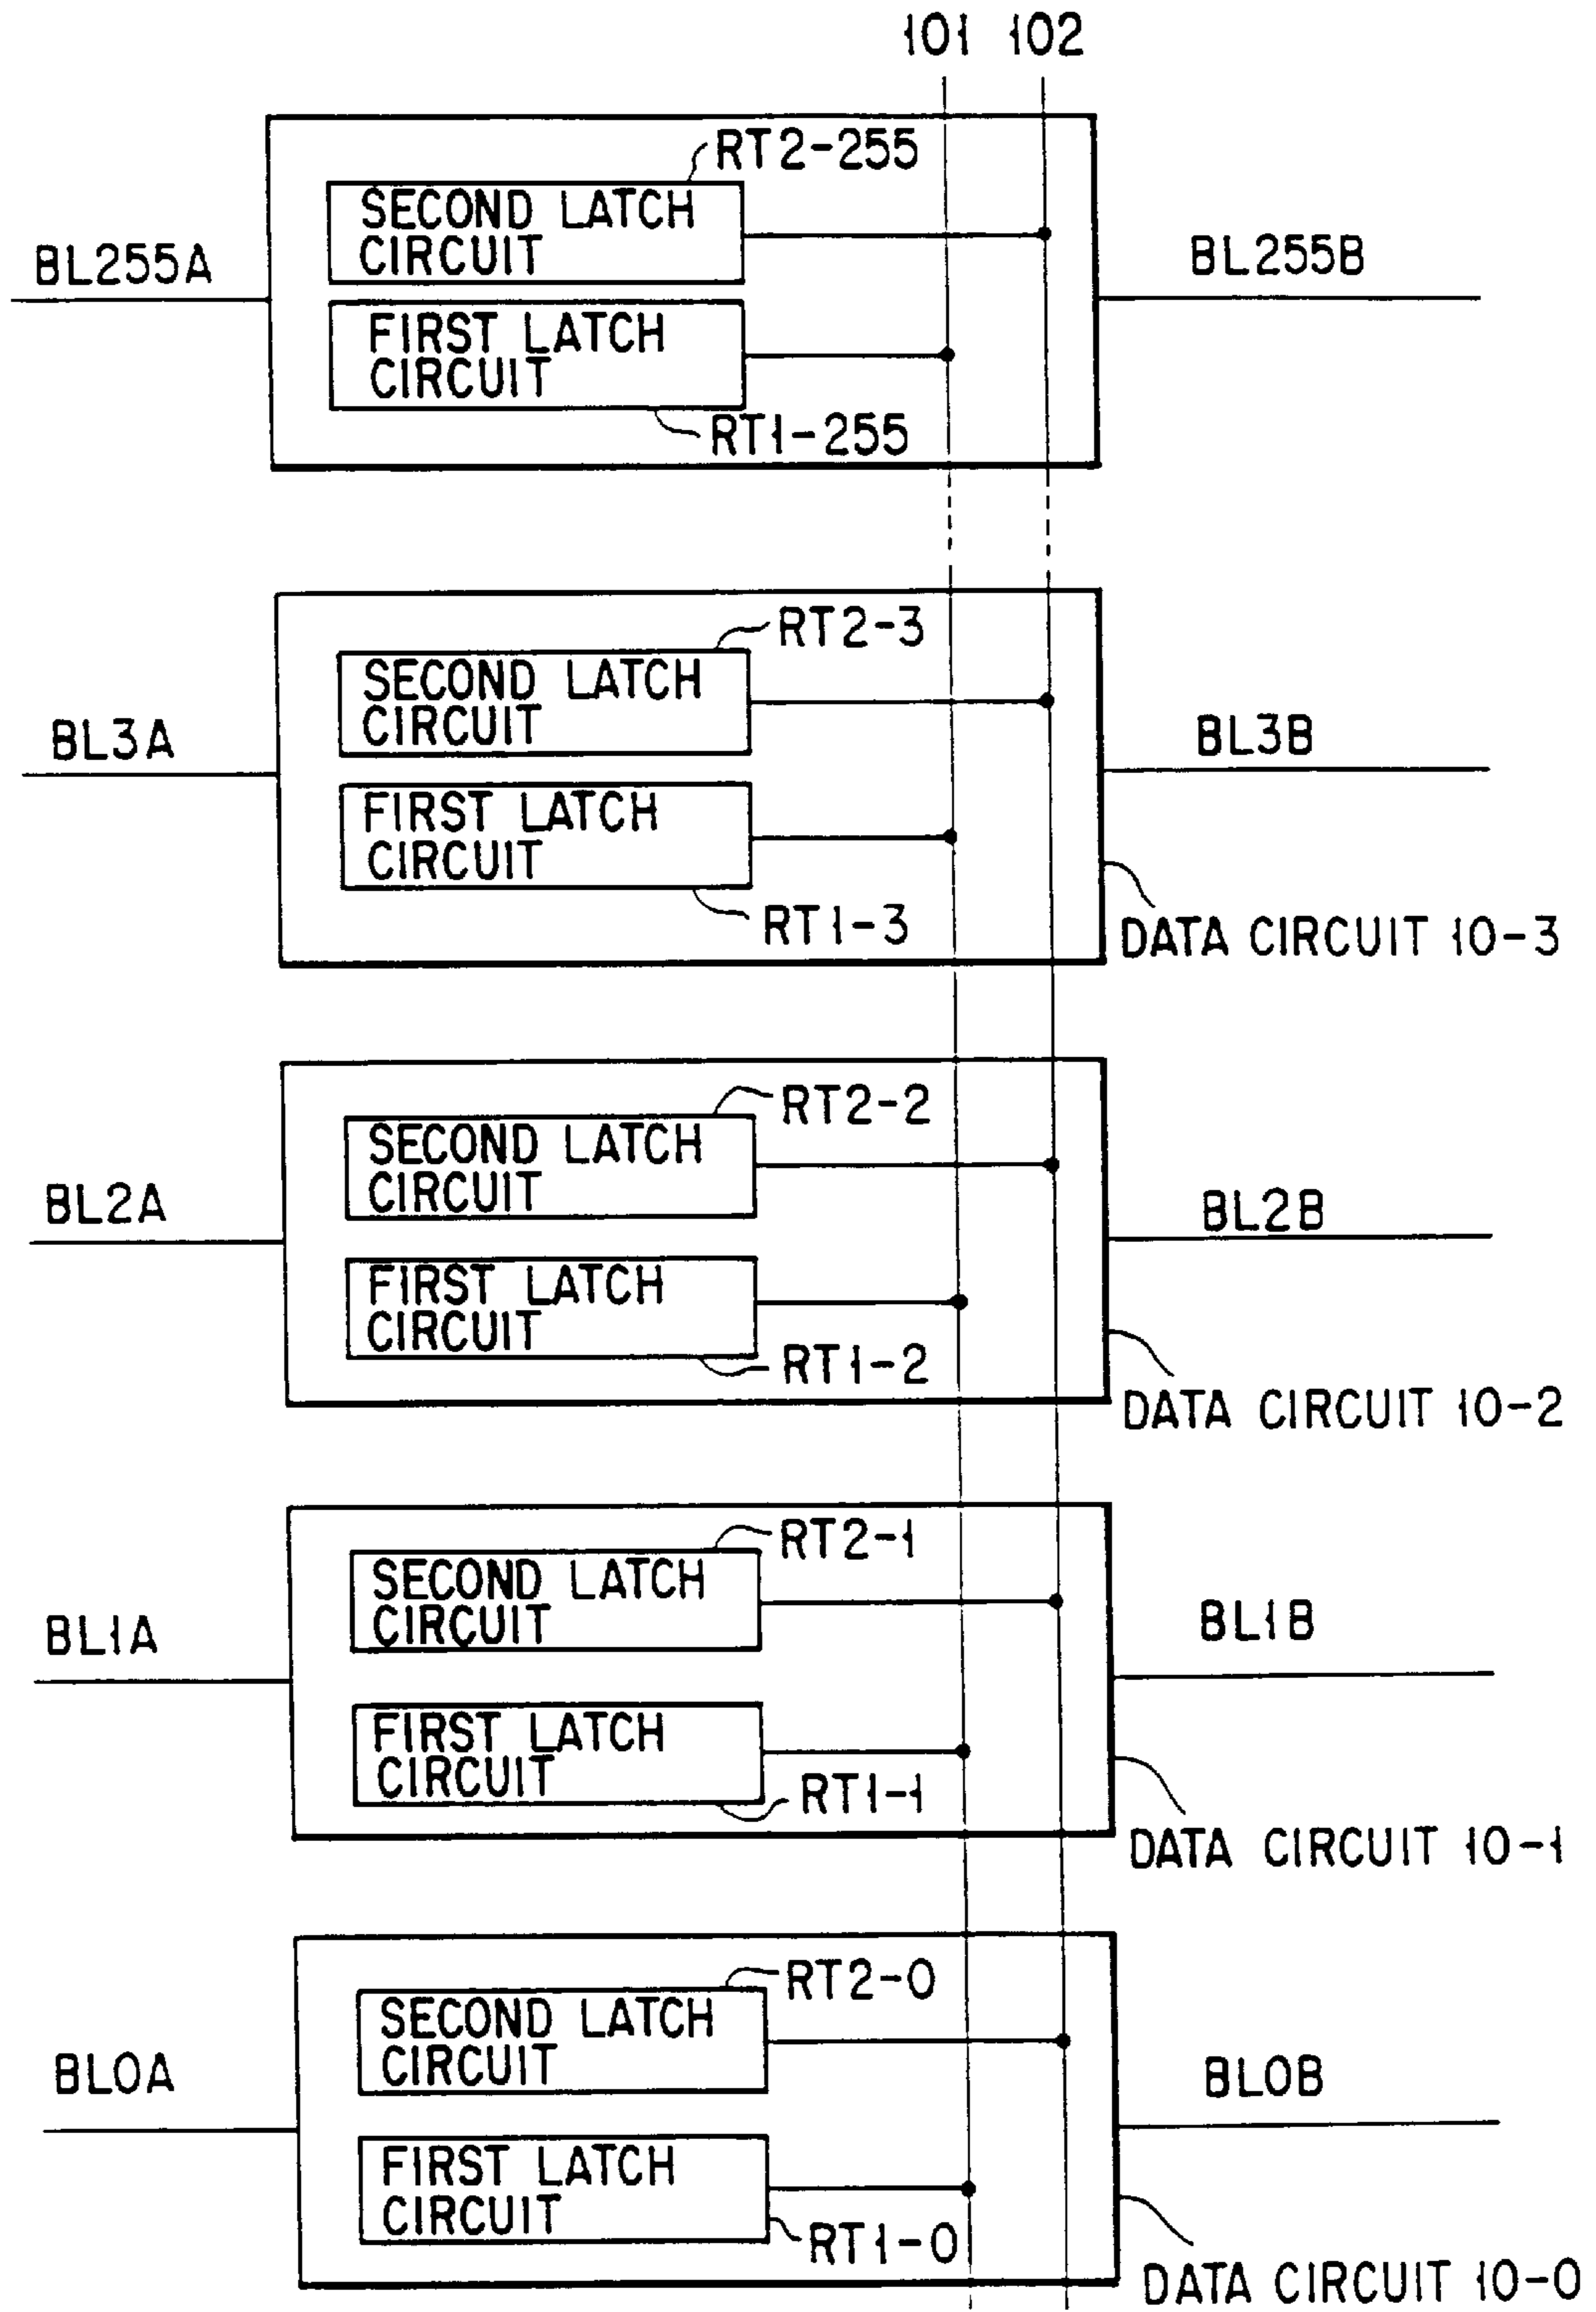 101 102
RT2-255
SECOND LATCH
CIRCUIT
BL255A
BL255B
FIRST LATCH
CIRCUIT
RT1-255
RT2-3
SECOND LATCH
CIRCUIT
BL3A
BL3B
FIRST LATCH
CIRCUIT
RT1-3
DATA CIRCUIT 10-3
RT2-2
SECOND LATCH
CIRCUIT
BL2A
BL2B
FIRST LATCH
CIRCUIT
RT1-2
DATA CIRCUIT 10-2
RT2-1
SECOND LATCH
CIRCUIT
BL1A
BL1B
FIRST LATCH
CIRCUIT
RT1-1
DATA CIRCUIT 10-1
RT2-0
SECOND LATCH
CIRCUIT
BL0A
BL0B
FIRST LATCH
CIRCUIT
RT1-0
DATA CIRCUIT 10-0